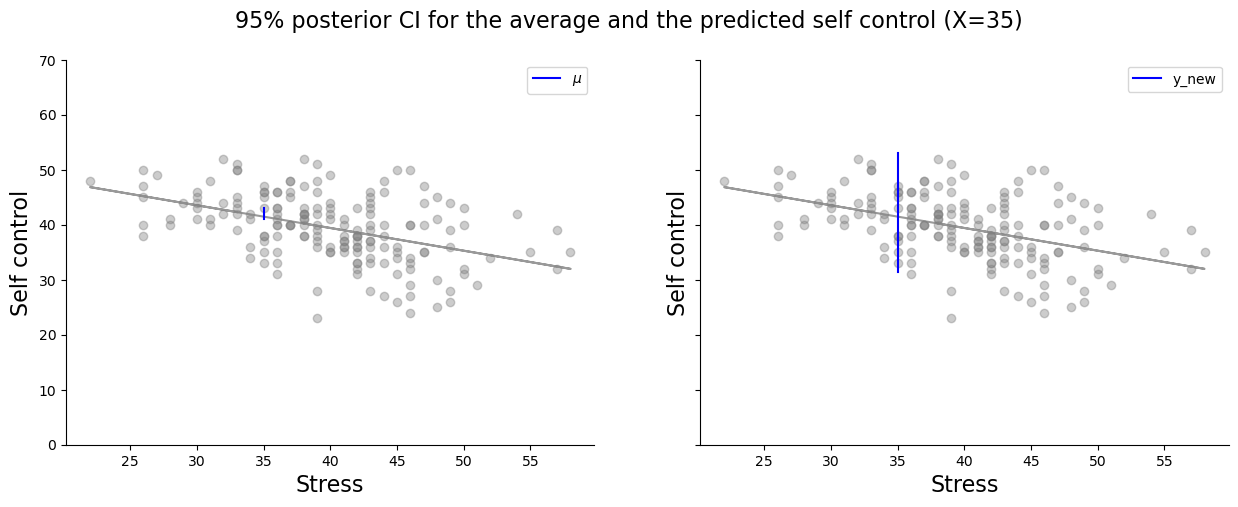 95% posterior CI for the average and the predicted self control (X=35)
70
60
50
40
30
20
10
0
Self control
25 30 35 40 45 50 55
Stress
μ
Self control
25 30 35 40 45 50 55
Stress
y_new